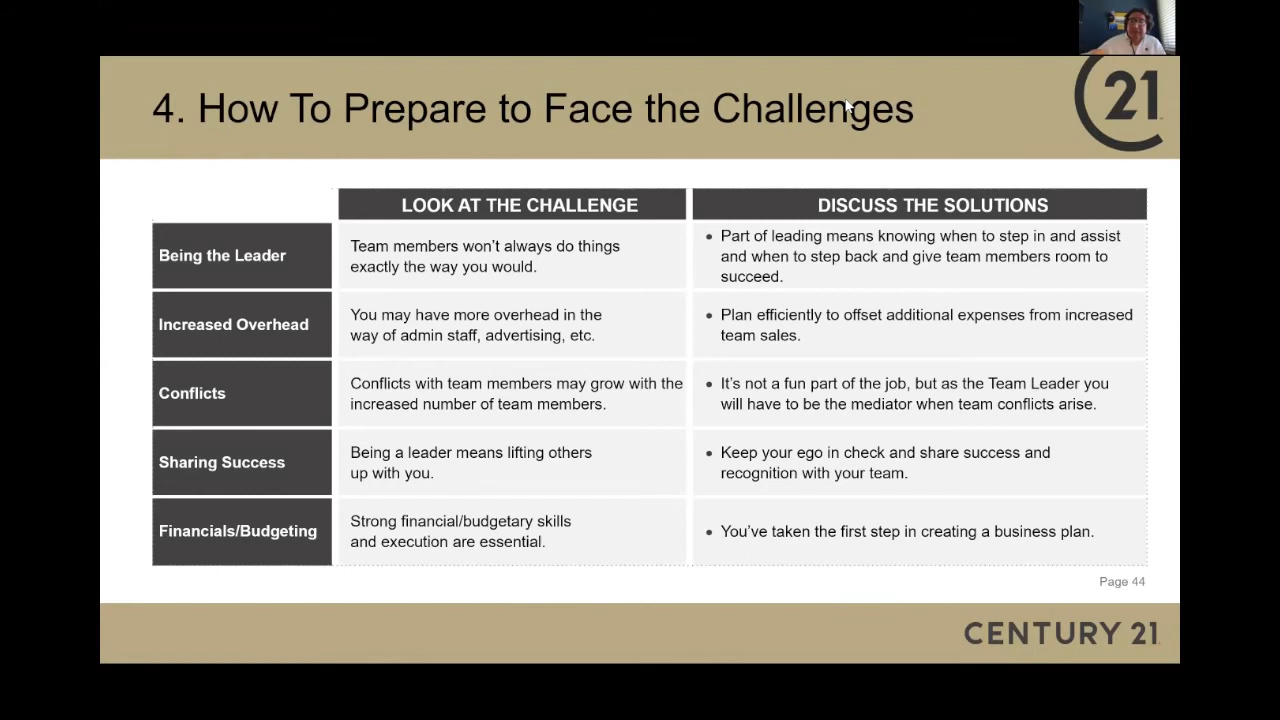 4. How To Prepare to Face the Challenges
21
LOOK AT THE CHALLENGE
DISCUSS THE SOLUTIONS
Being the Leader
Team members won’t always do things
exactly the way you would.
• Part of leading means knowing when to step in and assist
and when to step back and give team members room to
succeed.
Increased Overhead
You may have more overhead in the
way of admin staff, advertising, etc.
• Plan efficiently to offset additional expenses from increased
team sales.
Conflicts
Conflicts with team members may grow with the
increased number of team members.
• It’s not a fun part of the job, but as the Team Leader you
will have to be the mediator when team conflicts arise.
Sharing Success
Being a leader means lifting others
up with you.
• Keep your ego in check and share success and
recognition with your team.
Financials/Budgeting
Strong financial/budgetary skills
and execution are essential.
• You’ve taken the first step in creating a business plan.
Page 44
CENTURY 21